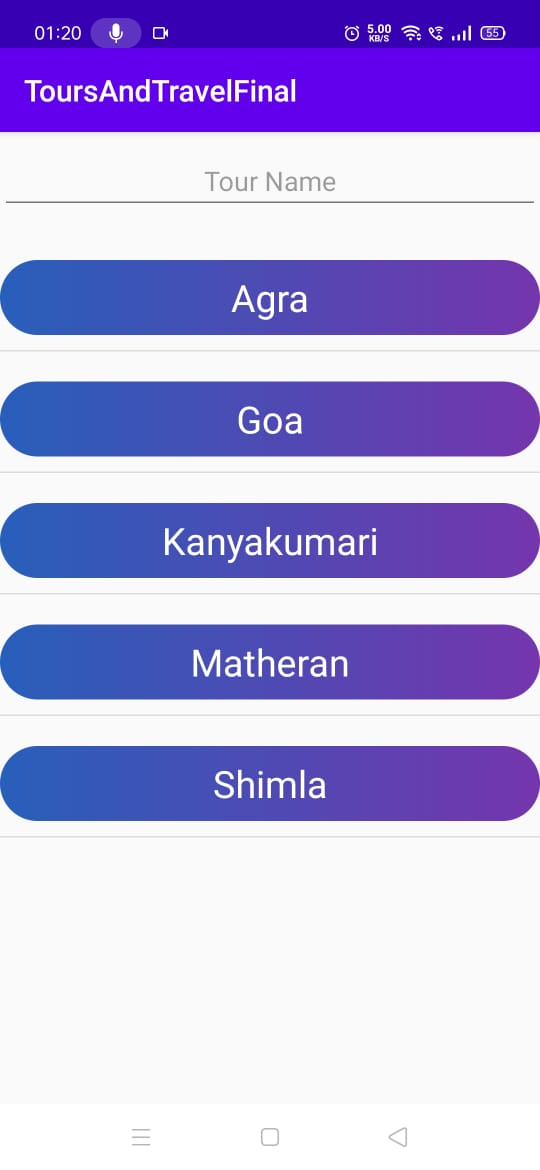 01:20 5.00 KB/S 55
ToursAndTravelFinal
Tour Name
Agra
Goa
Kanyakumari
Matheran
Shimla